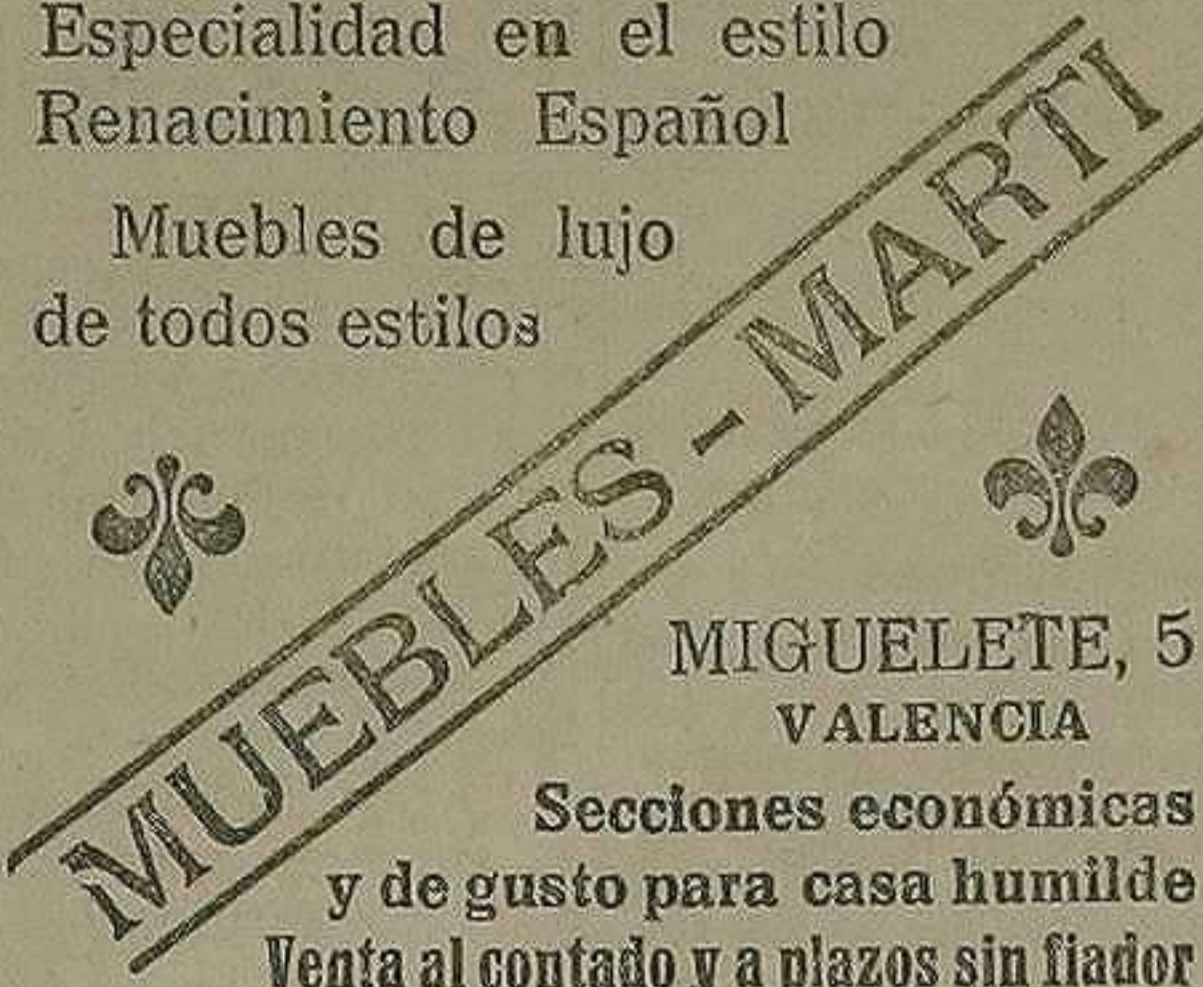 Especialidad en el estilo
Renacimiento Español
Muebles de lujo
de todos estilos
MUEBLES - MARTI
MIGUELETE, 5
VALENCIA
Secciones económicas
y de gusto para casa humilde
Venta al contado y a plazos sin fiador